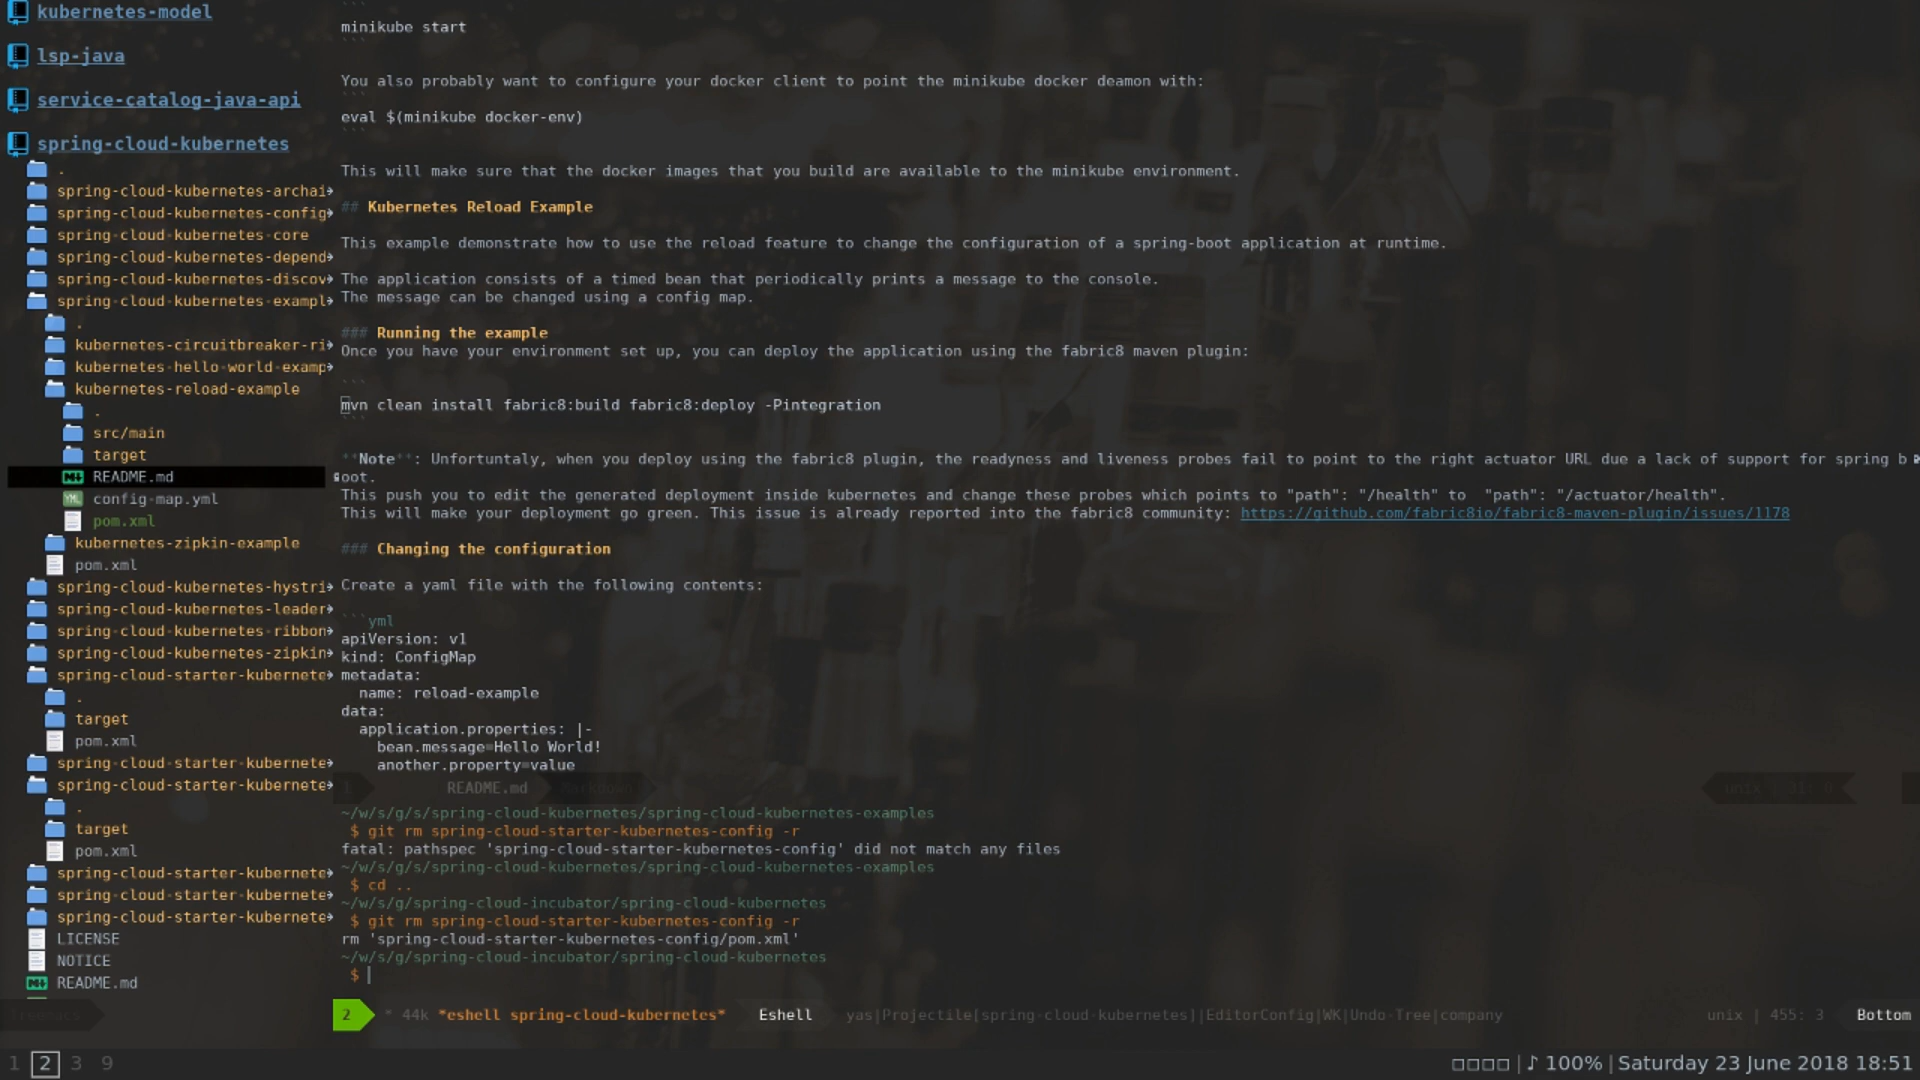 kubernetes-model
lsp-java
service-catalog-java-api
spring-cloud-kubernetes
.
spring-cloud-kubernetes-archai
spring-cloud-kubernetes-config
spring-cloud-kubernetes-core
spring-cloud-kubernetes-depend
spring-cloud-kubernetes-discov
spring-cloud-kubernetes-exampl
.
kubernetes-circuitbreaker-ri
kubernetes-hello-world-examp
kubernetes-reload-example
.
src/main
target
README.md
config-map.yml
pom.xml
kubernetes-zipkin-example
pom.xml
spring-cloud-kubernetes-hystri
spring-cloud-kubernetes-leader
spring-cloud-kubernetes-ribbon
spring-cloud-kubernetes-zipkin
spring-cloud-starter-kubernete
.
target
pom.xml
spring-cloud-starter-kubernete
spring-cloud-starter-kubernete
.
target
pom.xml
spring-cloud-starter-kubernete
spring-cloud-starter-kubernete
spring-cloud-starter-kubernete
LICENSE
NOTICE
README.md
```
minikube start
```
You also probably want to configure your docker client to point the minikube docker deamon with:
```
eval $(minikube docker-env)
```
This will make sure that the docker images that you build are available to the minikube environment.
## Kubernetes Reload Example
This example demonstrate how to use the reload feature to change the configuration of a spring-boot application at runtime.
The application consists of a timed bean that periodically prints a message to the console.
The message can be changed using a config map.
### Running the example
Once you have your environment set up, you can deploy the application using the fabric8 maven plugin:
```
mvn clean install fabric8:build fabric8:deploy -Pintegration
```
**Note**: Unfortuntaly, when you deploy using the fabric8 plugin, the readyness and liveness probes fail to point to the right actuator URL due a lack of support for spring b
oot.
This push you to edit the generated deployment inside kubernetes and change these probes which points to "path": "/health" to  "path": "/actuator/health".
This will make your deployment go green. This issue is already reported into the fabric8 community: https://github.com/fabric8io/fabric8-maven-plugin/issues/1178
### Changing the configuration
Create a yaml file with the following contents:
```yml
apiVersion: v1
kind: ConfigMap
metadata:
  name: reload-example
data:
  application.properties: |-
    bean.message=Hello World!
    another.property=value
1 README.md Markdown unix | 31: 0
~/w/s/g/s/spring-cloud-kubernetes/spring-cloud-kubernetes-examples
$ git rm spring-cloud-starter-kubernetes-config -r
fatal: pathspec 'spring-cloud-starter-kubernetes-config' did not match any files
~/w/s/g/s/spring-cloud-kubernetes/spring-cloud-kubernetes-examples
$ cd ..
~/w/s/g/spring-cloud-incubator/spring-cloud-kubernetes
$ git rm spring-cloud-starter-kubernetes-config -r
rm 'spring-cloud-starter-kubernetes-config/pom.xml'
~/w/s/g/spring-cloud-incubator/spring-cloud-kubernetes
$
Treemacs
2 * 44k *eshell spring-cloud-kubernetes* Eshell yas|Projectile[spring-cloud-kubernetes]|EditorConfig|WK|Undo-Tree|company unix | 455: 3 Bottom
1 2 3 9 | ♪ 100% | Saturday 23 June 2018 18:51